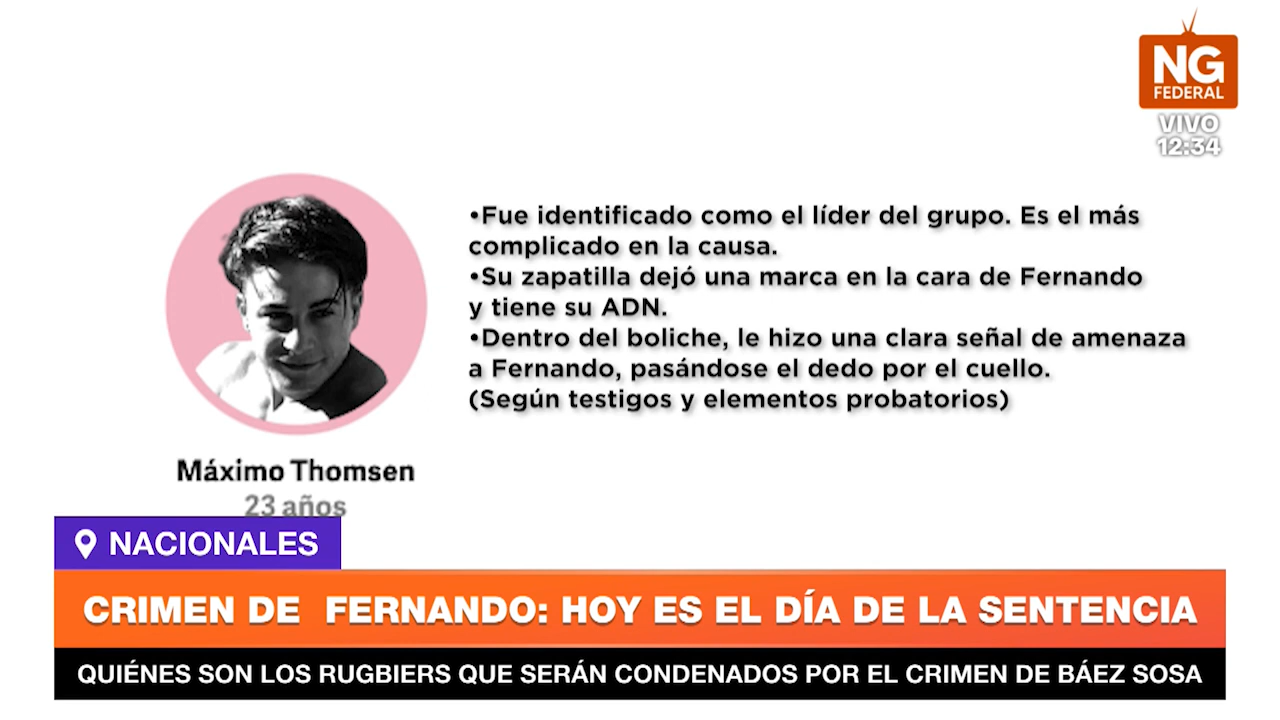 NG
FEDERAL
VIVO
12:34
•Fue identificado como el líder del grupo. Es el más
complicado en la causa.
•Su zapatilla dejó una marca en la cara de Fernando
y tiene su ADN.
•Dentro del boliche, le hizo una clara señal de amenaza
a Fernando, pasándose el dedo por el cuello.
(Según testigos y elementos probatorios)
Máximo Thomsen
23 años
NACIONALES
CRIMEN DE FERNANDO: HOY ES EL DÍA DE LA SENTENCIA
QUIÉNES SON LOS RUGBIERS QUE SERÁN CONDENADOS POR EL CRIMEN DE BÁEZ SOSA